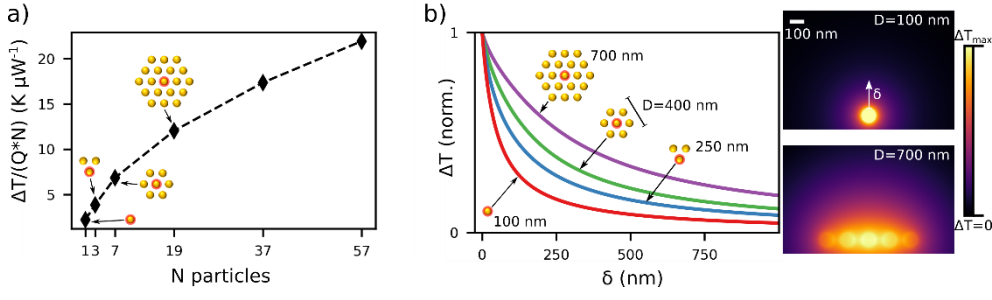 a)
ΔT/(Q*N) (K μW⁻¹)
20
15
10
5
1 3 7 19 37 57
N particles
b)
ΔT (norm.)
1
0
0 250 500 750
δ (nm)
700 nm
D=400 nm
250 nm
100 nm
D=100 nm
100 nm
δ
D=700 nm
ΔTmax
ΔT=0